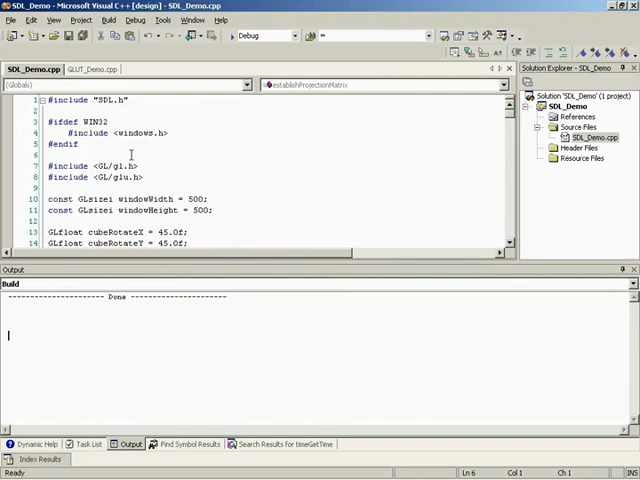 SDL_Demo - Microsoft Visual C++ [design] - SDL_Demo.cpp
File Edit View Project Build Debug Tools Window Help
Debug
SDL_Demo.cpp GLUT_Demo.cpp
(Globals) establishProjectionMatrix
1 #include "SDL.h"
2
3 #ifdef WIN32
4 #include <windows.h>
5 #endif
6
7 #include <GL/gl.h>
8 #include <GL/glu.h>
9
10 const GLsizei windowWidth = 500;
11 const GLsizei windowHeight = 500;
12
13 GLfloat cubeRotateX = 45.0f;
14 GLfloat cubeRotateY = 45.0f;
Solution Explorer - SDL_Demo
Solution 'SDL_Demo' (1 project)
SDL_Demo
References
Source Files
SDL_Demo.cpp
Header Files
Resource Files
Output
Build
---------------------- Done ----------------------
Dynamic Help Task List Output Find Symbol Results Search Results for timeGetTime
Index Results
Ready Ln 6 Col 1 Ch 1 INS